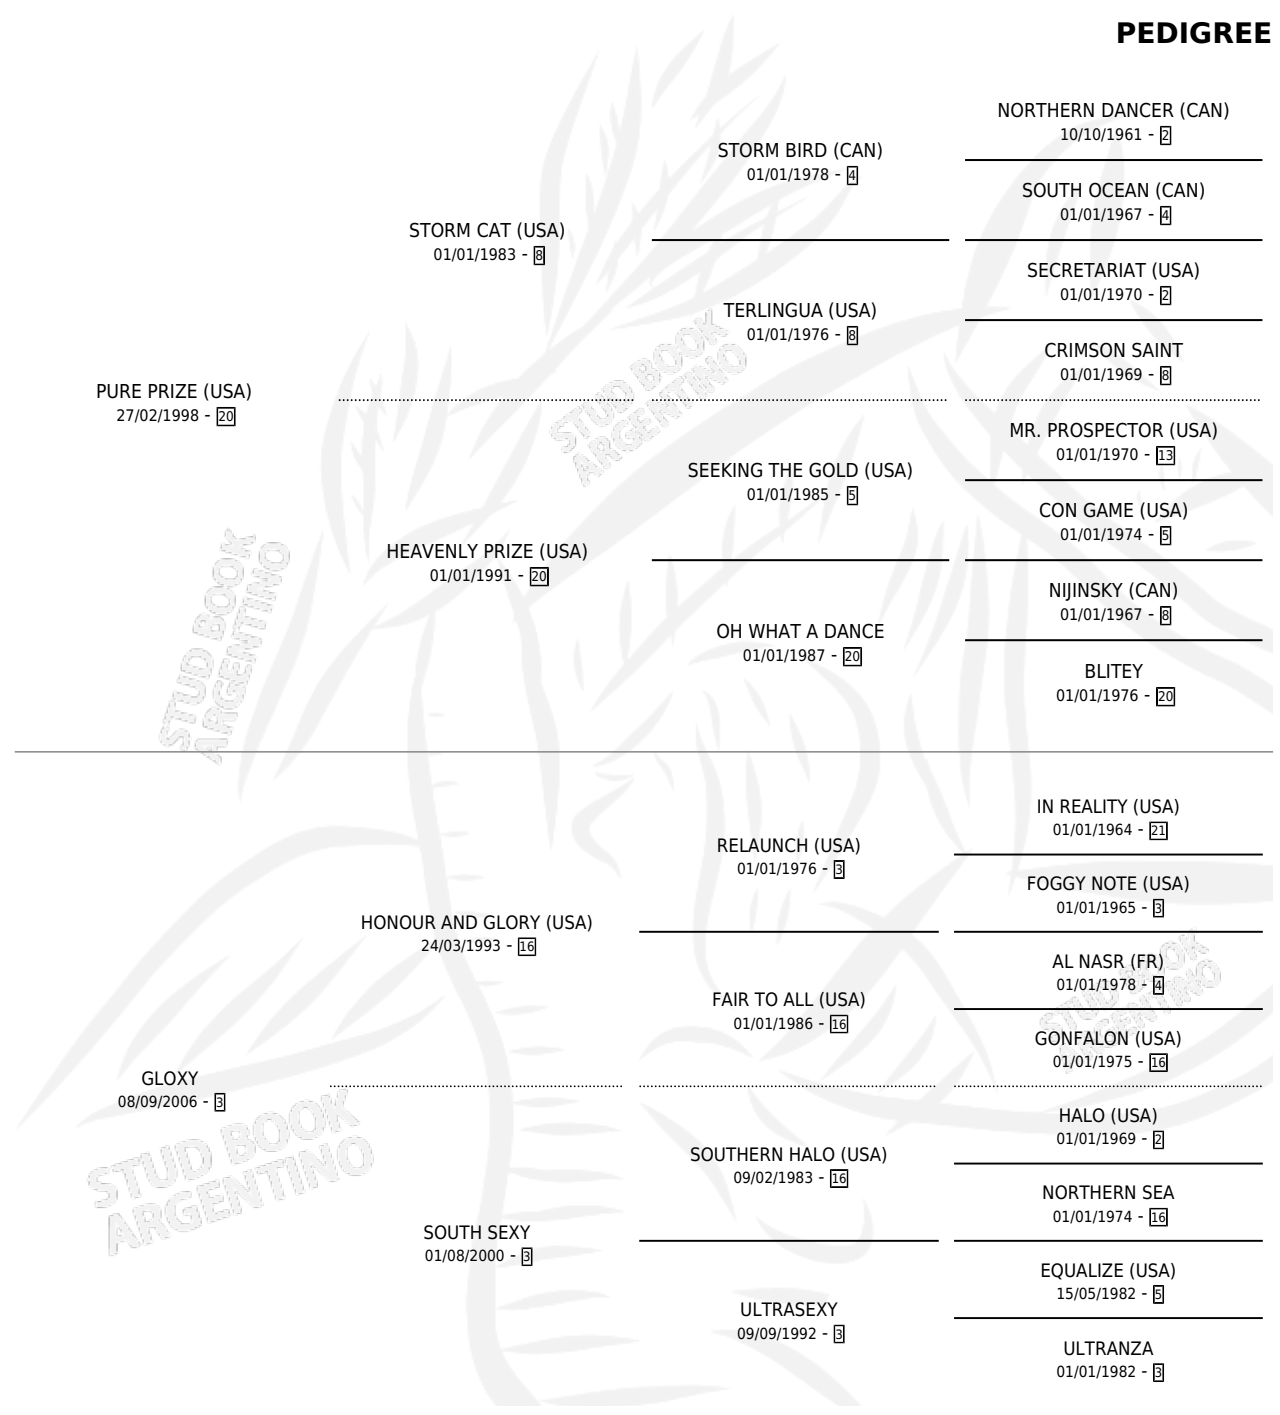 PEDIGREE
NORTHERN DANCER (CAN)
10/10/1961 - 2
STORM BIRD (CAN)
01/01/1978 - 4
SOUTH OCEAN (CAN)
01/01/1967 - 4
STORM CAT (USA)
01/01/1983 - 8
SECRETARIAT (USA)
01/01/1970 - 2
TERLINGUA (USA)
01/01/1976 - 8
CRIMSON SAINT
01/01/1969 - 8
PURE PRIZE (USA)
27/02/1998 - 20
MR. PROSPECTOR (USA)
01/01/1970 - 13
SEEKING THE GOLD (USA)
01/01/1985 - 5
CON GAME (USA)
01/01/1974 - 5
HEAVENLY PRIZE (USA)
01/01/1991 - 20
NIJINSKY (CAN)
01/01/1967 - 8
OH WHAT A DANCE
01/01/1987 - 20
BLITEY
01/01/1976 - 20
IN REALITY (USA)
01/01/1964 - 21
RELAUNCH (USA)
01/01/1976 - 3
FOGGY NOTE (USA)
01/01/1965 - 3
HONOUR AND GLORY (USA)
24/03/1993 - 16
AL NASR (FR)
01/01/1978 - 4
FAIR TO ALL (USA)
01/01/1986 - 16
GONFALON (USA)
01/01/1975 - 16
GLOXY
08/09/2006 - 3
HALO (USA)
01/01/1969 - 2
SOUTHERN HALO (USA)
09/02/1983 - 16
NORTHERN SEA
01/01/1974 - 16
SOUTH SEXY
01/08/2000 - 3
EQUALIZE (USA)
15/05/1982 - 5
ULTRASEXY
09/09/1992 - 3
ULTRANZA
01/01/1982 - 3
STUD BOOK
ARGENTINO
STUD BOOK
ARGENTINO
STUD BOOK
ARGENTINO
STUD BOOK
ARGENTINO